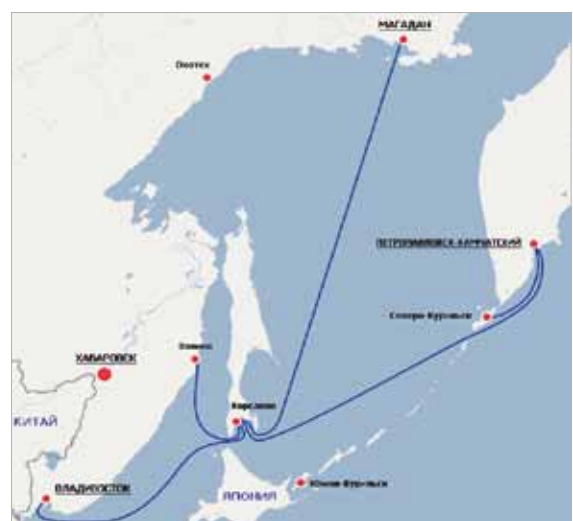 МАГАДАН
Охотск
ПЕТРОПАВЛОВСК-КАМЧАТСКИЙ
Северо-Курильск
Ванино
ХАБАРОВСК
Корсаков
КИТАЙ
Южно-Курильск
ВЛАДИВОСТОК
ЯПОНИЯ